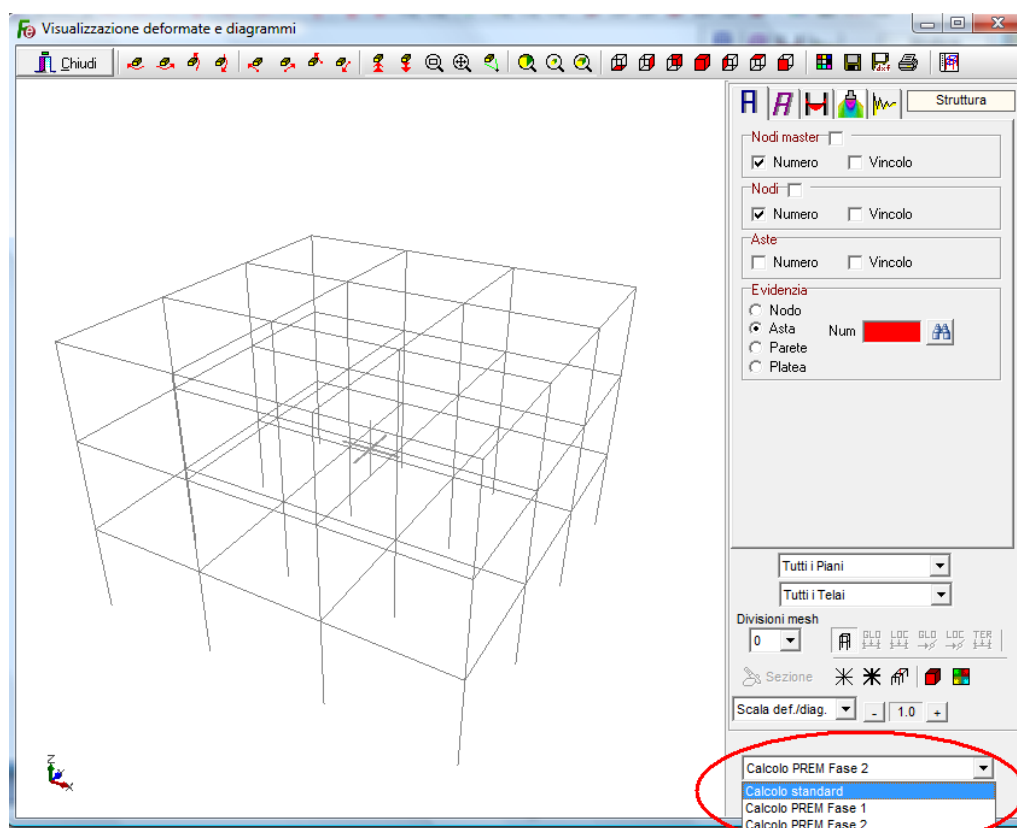 Visualizzazione deformate e diagrammi
Chiudi
dxf
Struttura
Nodi master
Numero Vincolo
Nodi
Numero Vincolo
Aste
Numero Vincolo
Evidenzia
Nodo
Asta Num
Parete
Platea
Tutti i Piani
Tutti i Telai
Divisioni mesh
0 GLO LOC GLO LOC TER
Sezione
Scala def./diag. - 1.0 +
Calcolo PREM Fase 2
Calcolo standard
Calcolo PREM Fase 1
Calcolo PREM Fase 2
Z
X